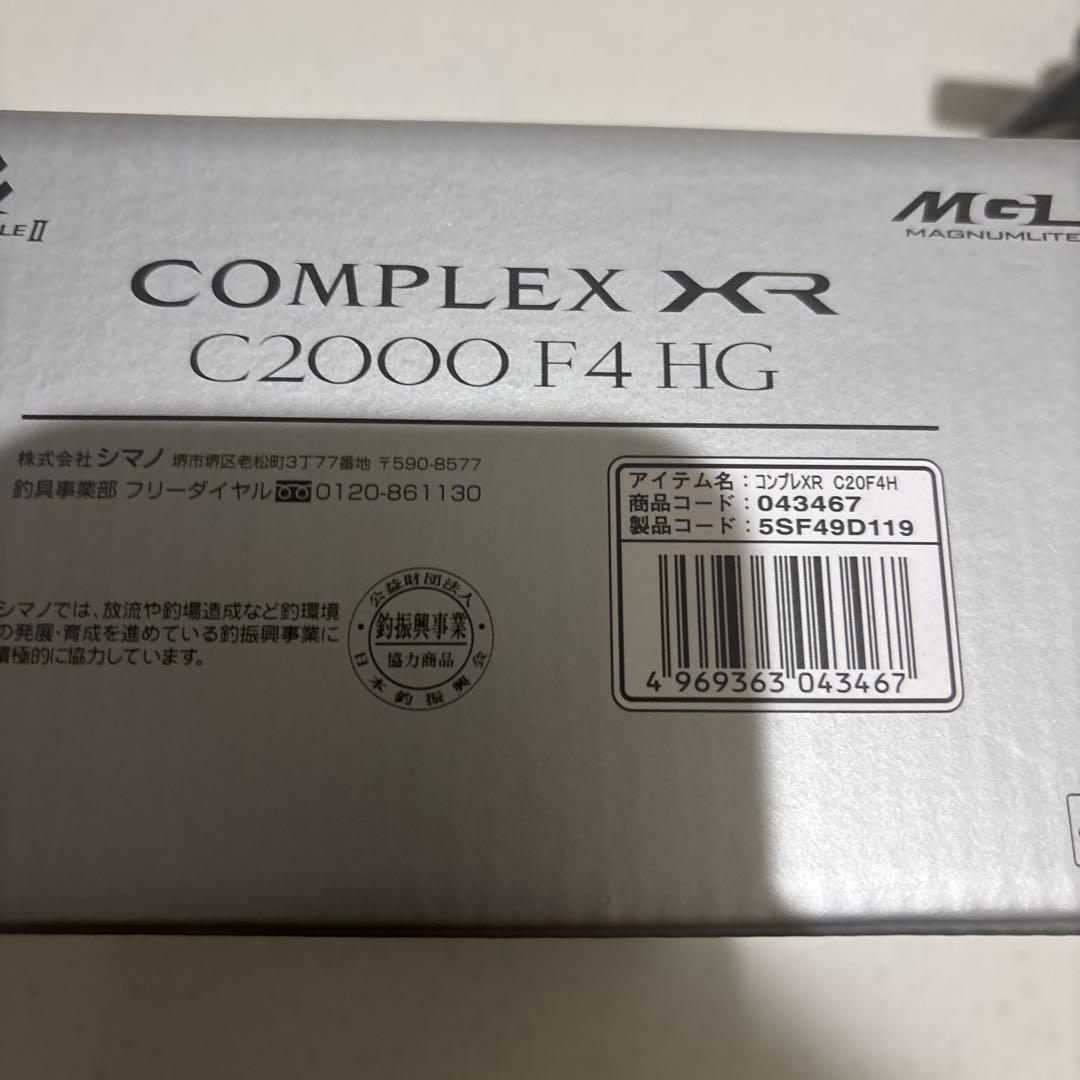 LE II
MGL
MAGNUMLITE
COMPLEX XR
C2000 F4 HG
株式会社 シマノ 堺市堺区老松町3丁77番地 〒590-8577
釣具事業部 フリーダイヤル 0120-861130
アイテム名:コンプレXR C20F4H
商品コード:043467
製品コード:5SF49D119
4 969363 043467
シマノでは、放流や釣場造成など釣環境
の発展・育成を進めている釣振興事業に
積極的に協力しています。
公益財団法人
釣振興事業
協力商品
日本釣振興会